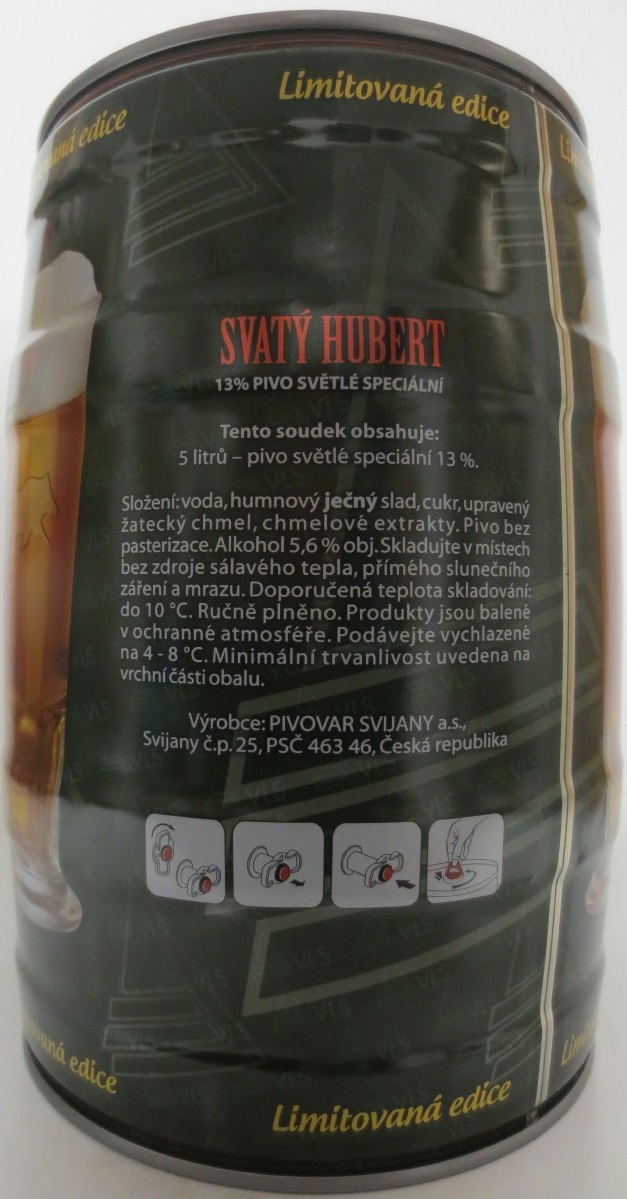 Limitovaná edice
edice
SVATÝ HUBERT
13% PIVO SVĚTLÉ SPECIÁLNÍ
Tento soudek obsahuje:
5 litrů – pivo světlé speciální 13 %.
Složení: voda, humnový ječný slad, cukr, upravený
žatecký chmel, chmelové extrakty. Pivo bez
pasterizace. Alkohol 5,6 % obj. Skladujte v místech
bez zdroje sálavého tepla, přímého slunečního
záření a mrazu. Doporučená teplota skladování:
do 10 °C. Ručně plněno. Produkty jsou balené
v ochranné atmosféře. Podávejte vychlazené
na 4 - 8 °C. Minimální trvanlivost uvedena na
vrchní části obalu.
Výrobce: PIVOVAR SVIJANY a.s.,
Svijany č.p. 25, PSČ 463 46, Česká republika
edice
Limitovaná edice